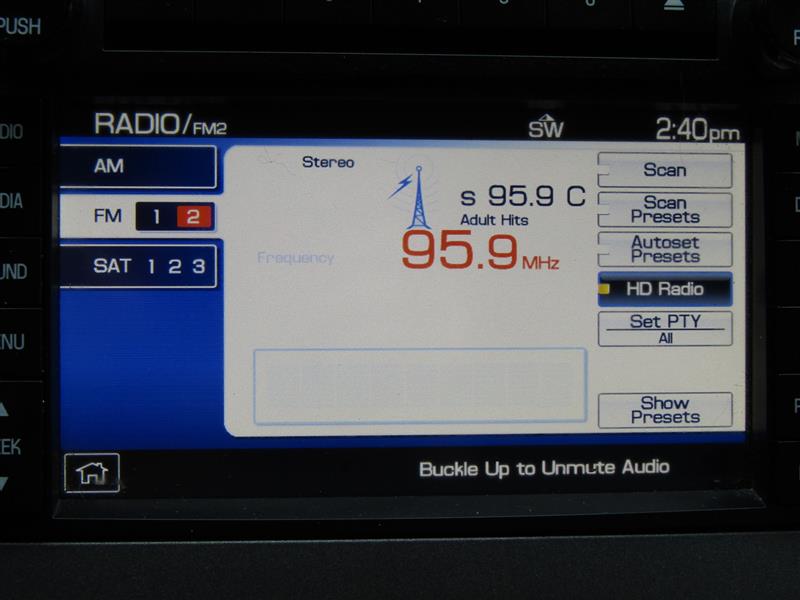 PUSH
RADIO/FM2
SW
2:40pm
AM
FM 1 2
SAT 1 2 3
Stereo
s 95.9 C
Adult Hits
95.9 MHz
Frequency
Scan
Scan
Presets
Autoset
Presets
HD Radio
Set PTY
All
Show
Presets
Buckle Up to Unmute Audio